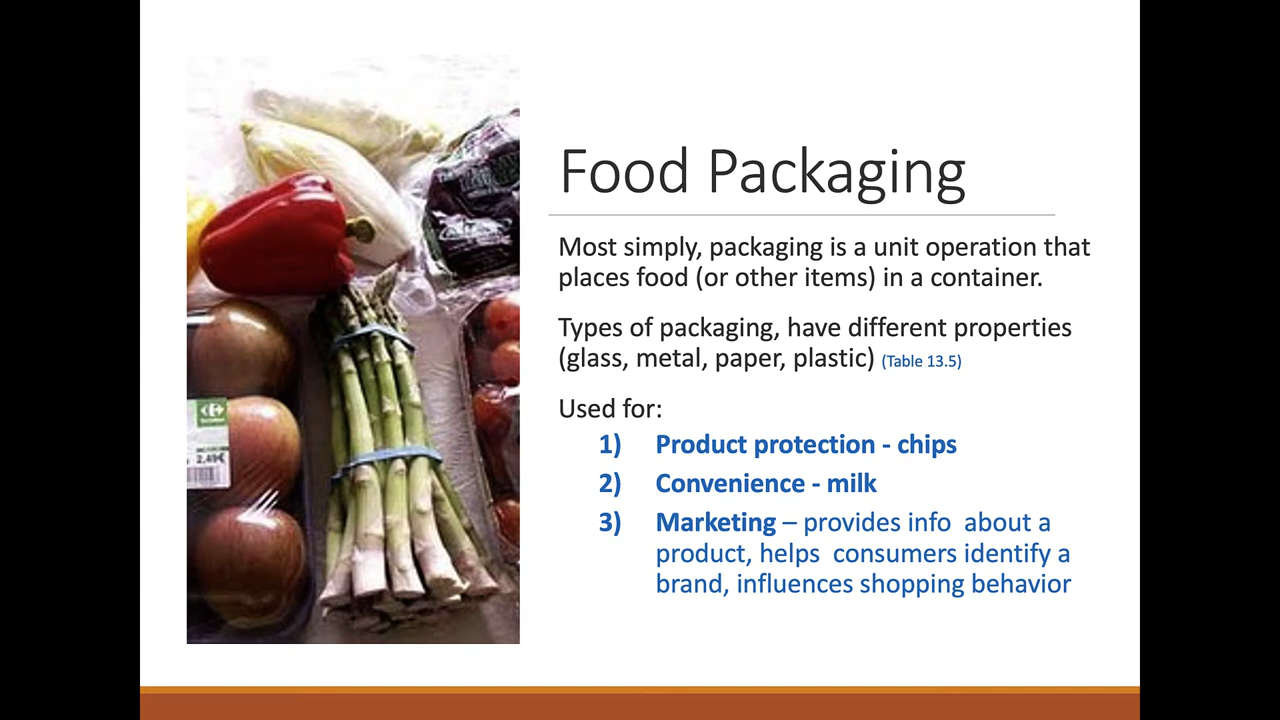 Food Packaging
Most simply, packaging is a unit operation that
places food (or other items) in a container.
Types of packaging, have different properties
(glass, metal, paper, plastic) (Table 13.5)
Used for:
1) Product protection - chips
2) Convenience - milk
3) Marketing – provides info  about a
product, helps  consumers identify a
brand, influences shopping behavior
2.49€